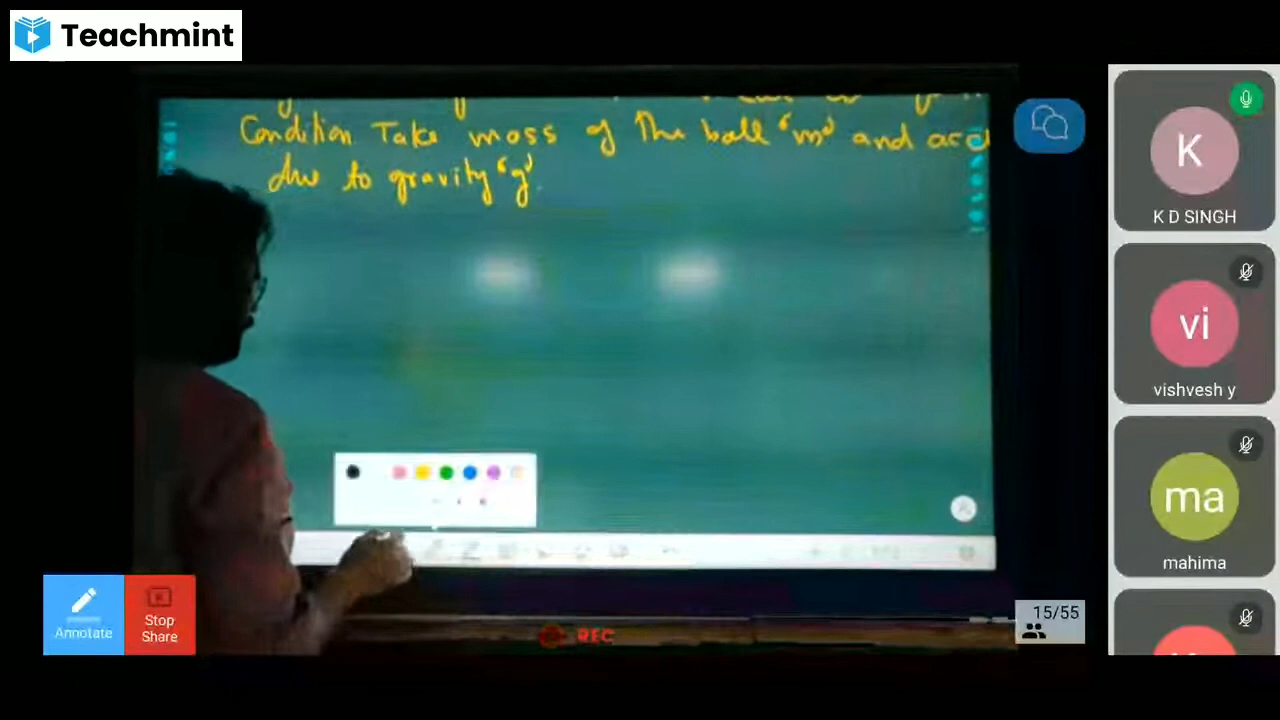 Teachmint
Condition Take mass of The ball 'm' and accl
due to gravity 'g'.
K
K D SINGH
vi
vishvesh y
ma
mahima
Annotate
Stop
Share
REC
15/55